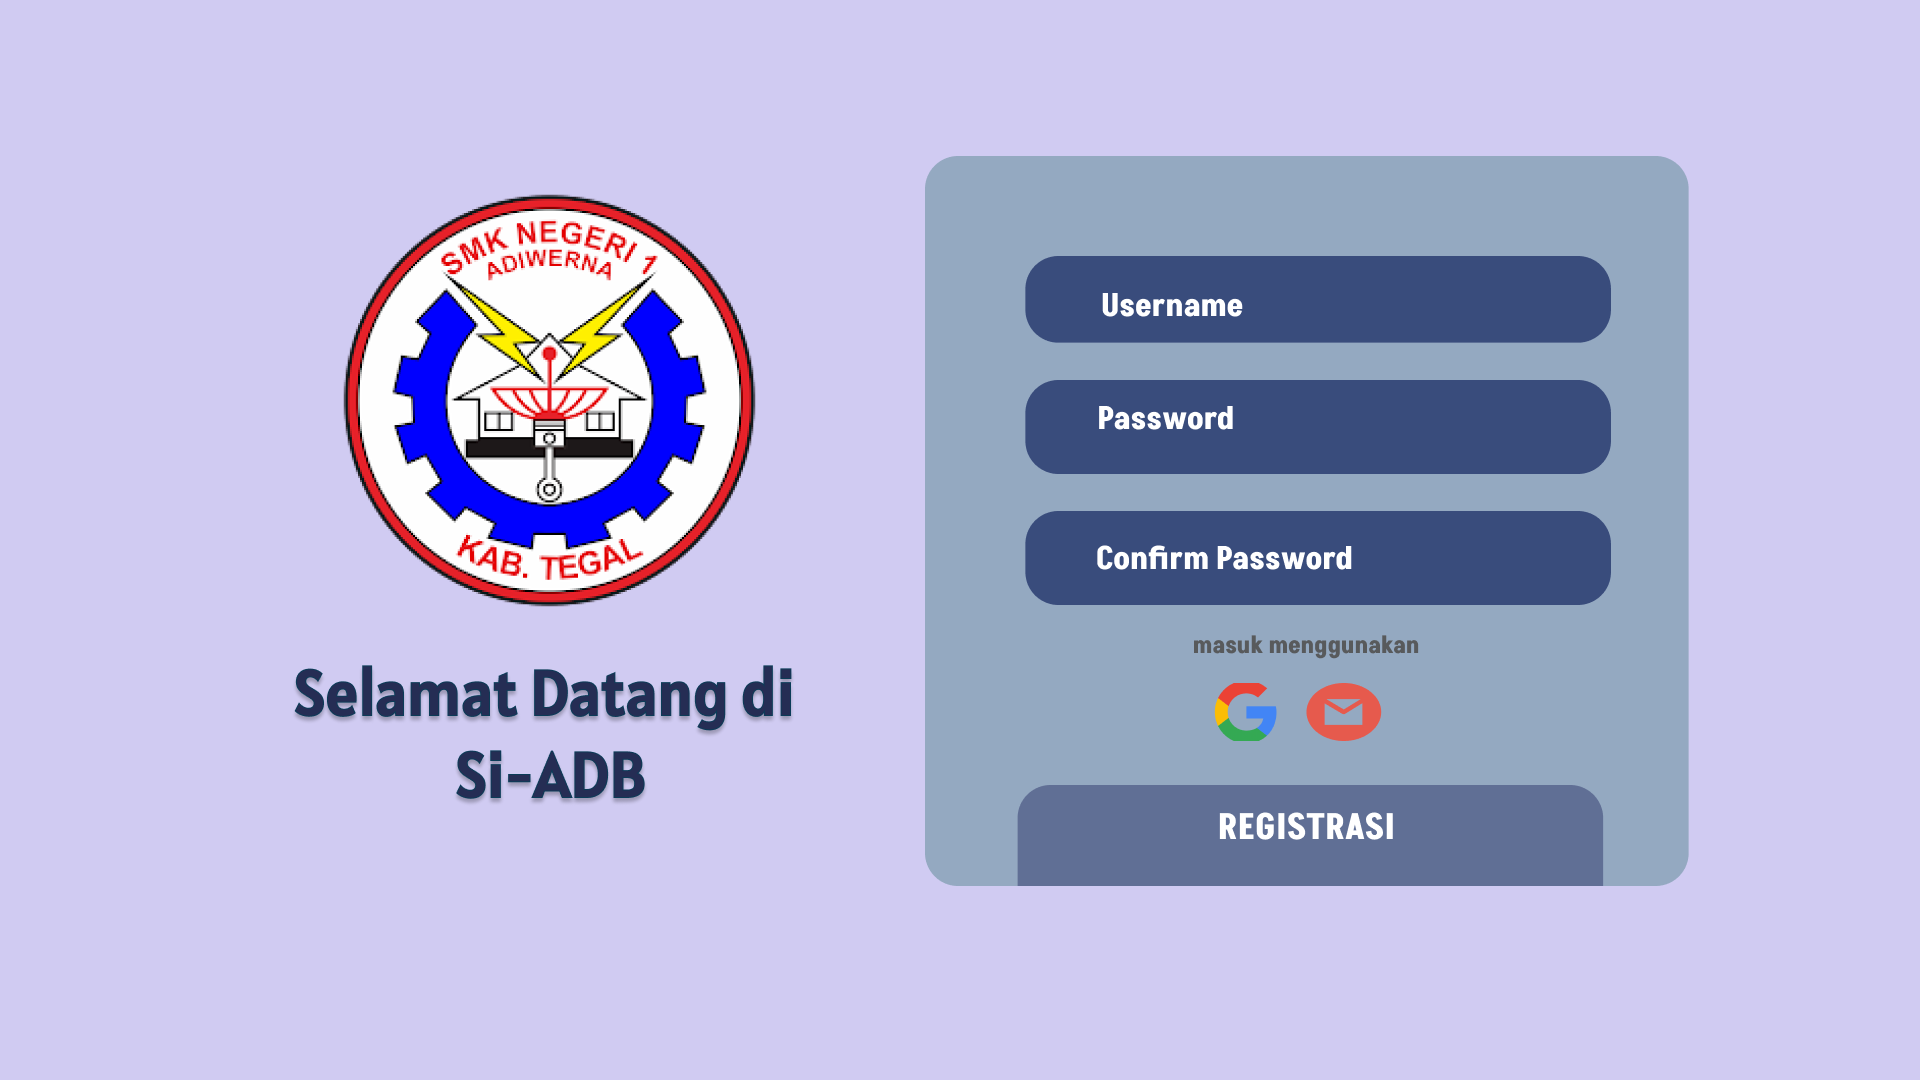 SMK NEGERI 1
ADIWERNA
KAB. TEGAL
Selamat Datang di
Si-ADB
Username
Password
Confirm Password
masuk menggunakan
REGISTRASI